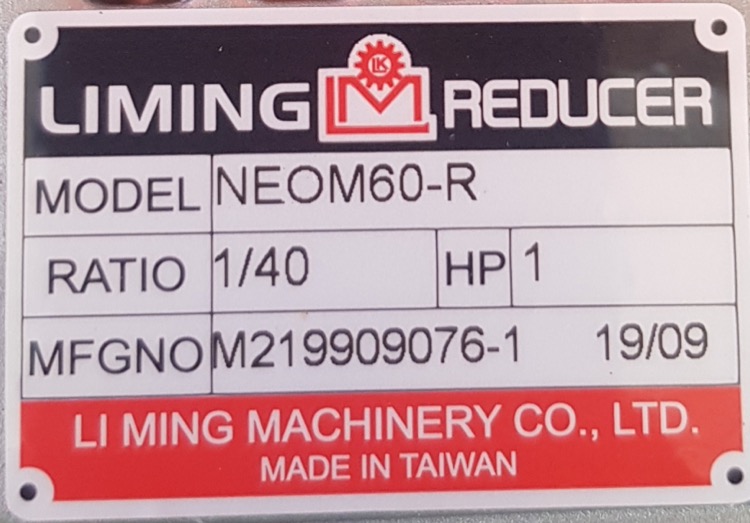 LIMING LK M REDUCER
MODEL NEOM60-R
RATIO 1/40 HP 1
MFGNO M219909076-1 19/09
LI MING MACHINERY CO., LTD.
MADE IN TAIWAN